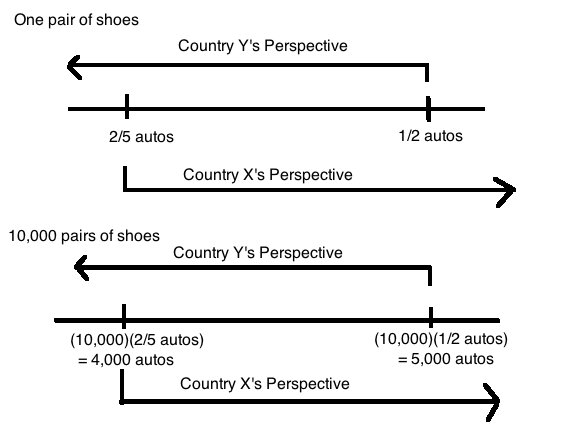 One pair of shoes
Country Y's Perspective
2/5 autos
1/2 autos
Country X's Perspective
10,000 pairs of shoes
Country Y's Perspective
(10,000)(2/5 autos)
= 4,000 autos
(10,000)(1/2 autos)
= 5,000 autos
Country X's Perspective